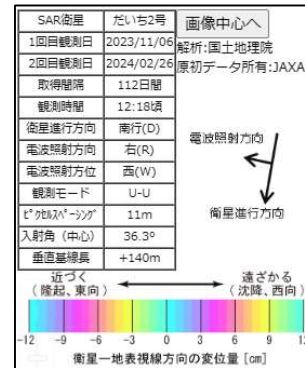 SAR衛星 だいち2号
1回目観測日 2023/11/06
2回目観測日 2024/02/26
取得間隔 112日間
観測時間 12:18頃
衛星進行方向 南行(D)
電波照射方向 右(R)
電波照射方位 西(W)
観測モード U-U
ピクセルスペーシング 11m
入射角（中心） 36.3º
垂直基線長 +140m
画像中心へ
解析:国土地理院
原初データ所有:JAXA
電波照射方向
衛星進行方向
近づく 遠ざかる
（隆起、東向） （沈降、西向）
-12 -9 -6 -3 0 3 6 9 12
衛星－地表視線方向の変位量 [cm]